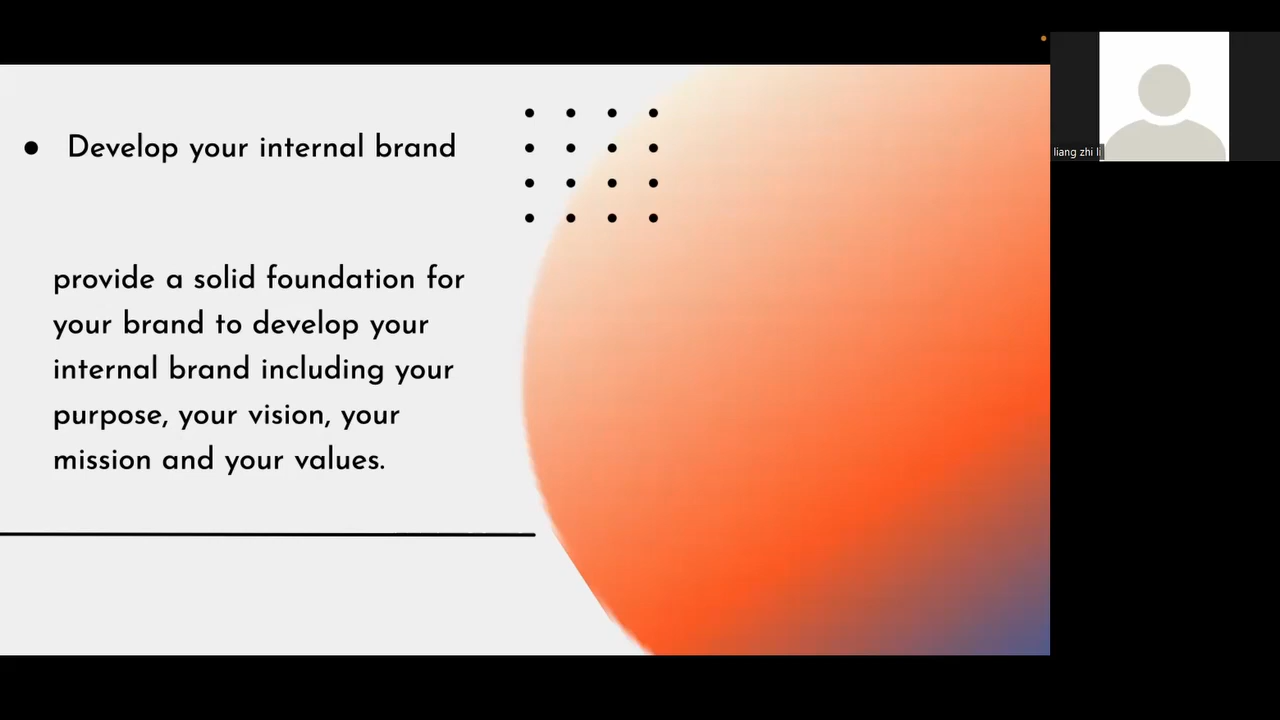 Develop your internal brand
provide a solid foundation for
your brand to develop your
internal brand including your
purpose, your vision, your
mission and your values.
liang zhi li